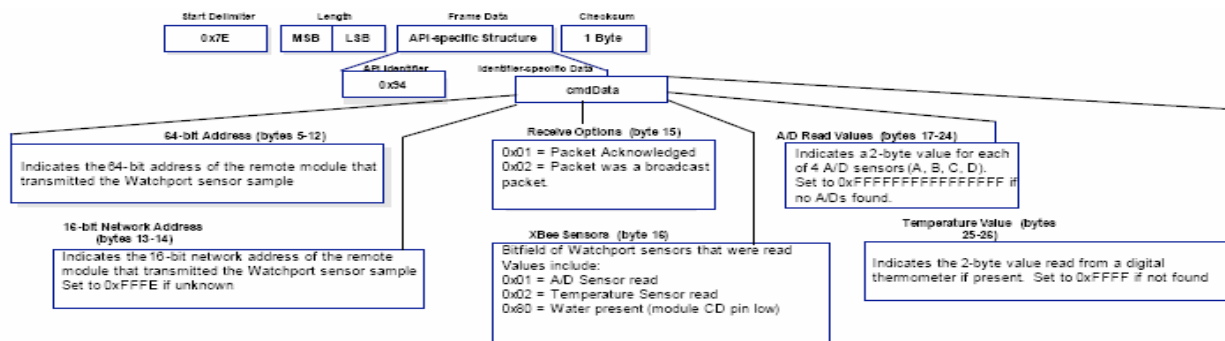 Start Delimiter
Length
Frame Data
Checksum
0x7E
MSB
LSB
API-specific Structure
1 Byte
API Identifier
Identifier-specific Data
0x94
cmdData
64-bit Address (bytes 5-12)
Indicates the 64-bit address of the remote module that
transmitted the Watchport sensor sample
Receive Options (byte 15)
0x01 = Packet Acknowledged
0x02 = Packet was a broadcast
packet.
A/D Read Values (bytes 17-24)
Indicates a 2-byte value for each
of 4 A/D sensors (A, B, C, D).
Set to 0xFFFFFFFFFFFFFFFF if
no A/Ds found.
16-bit Network Address
(bytes 13-14)
Indicates the 16-bit network address of the remote
module that transmitted the Watchport sensor sample
Set to 0xFFFE if unknown
XBee Sensors (byte 16)
Bitfield of Watchport sensors that were read
Values include:
0x01 = A/D Sensor read
0x02 = Temperature Sensor read
0x60 = Water present (module CD pin low)
Temperature Value (bytes
25-26)
Indicates the 2-byte value read from a digital
thermometer if present. Set to 0xFFFF if not found